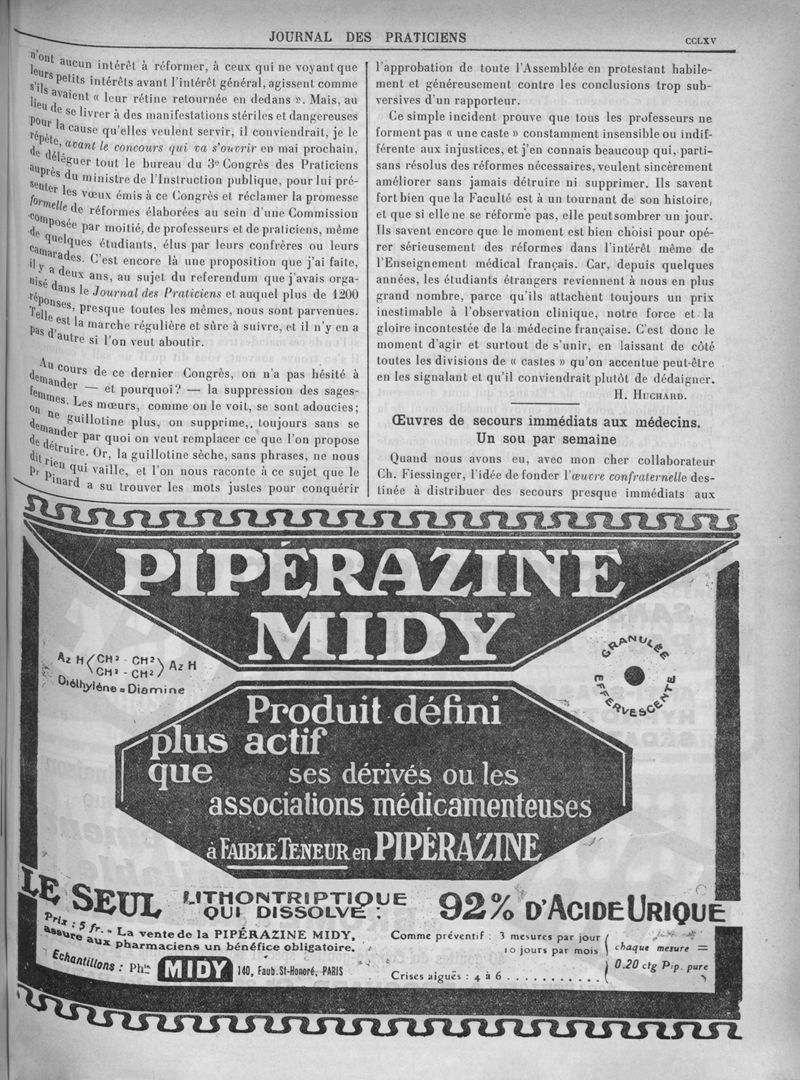 JOURNAL DES PRATICIENS
CCLXV
n'ont aucun intérêt à réformer, à ceux qui ne voyant que
leurs petits intérêts avant l'intérêt général, agissent comme
s'ils avaient « leur rétine retournée en dedans ». Mais, au
lieu de se livrer à des manifestations stériles et dangereuses
pour la cause qu'elles veulent servir, il conviendrait, je le
répète, avant le concours qui va s'ouvrir en mai prochain,
de déléguer tout le bureau du 3e Congrès des Praticiens
auprès du ministre de l'Instruction publique, pour lui pré-
senter les vœux émis à ce Congrès et réclamer la promesse
formelle de réformes élaborées au sein d'une Commission
composée par moitié, de professeurs et de praticiens, même
de quelques étudiants, élus par leurs confrères ou leurs
camarades. C'est encore là une proposition que j'ai faite,
il y a deux ans, au sujet du referendum que j'avais orga-
nisé dans le Journal des Praticiens et auquel plus de 1200
réponses, presque toutes les mêmes, nous sont parvenues.
Telle est la marche régulière et sûre à suivre, et il n'y en a
pas d'autre si l'on veut aboutir.
Au cours de ce dernier Congrès, on n'a pas hésité à
demander — et pourquoi? — la suppression des sages-
femmes. Les mœurs, comme on le voit, se sont adoucies;
on ne guillotine plus, on supprime,, toujours sans se
demander par quoi on veut remplacer ce que l'on propose
de détruire. Or, la guillotine sèche, sans phrases, ne nous
dit rien qui vaille, et l'on nous raconte à ce sujet que le
Pr Pinard a su trouver les mots justes pour conquérir
l'approbation de toute l'Assemblée en protestant habile-
ment et généreusement contre les conclusions trop sub-
versives d'un rapporteur.
Ce simple incident prouve que tous les professeurs ne
forment pas « une caste » constamment insensible ou indif-
férente aux injustices, et j'en connais beaucoup qui, parti-
sans résolus des réformes nécessaires, veulent sincèrement
améliorer sans jamais détruire ni supprimer. Ils savent
fort bien que la Faculté est à un tournant de son histoire,
et que si elle ne se réforme pas, elle peut sombrer un jour.
Ils savent encore que le moment est bien choisi pour opé-
rer sérieusement des réformes dans l'intérêt même de
l'Enseignement médical français. Car, depuis quelques
années, les étudiants étrangers reviennent à nous en plus
grand nombre, parce qu'ils attachent toujours un prix
inestimable à l'observation clinique, notre force et la
gloire incontestée de la médecine française. C'est donc le
moment d'agir et surtout de s'unir, en laissant de côté
toutes les divisions de « castes » qu'on accentue peut-être
en les signalant et qu'il conviendrait plutôt de dédaigner.
H. HUCHARD.
Œuvres de secours immédiats aux médecins.
Un sou par semaine
Quand nous avons eu, avec mon cher collaborateur
Ch. Fiessinger, l'idée de fonder l'œuvre confraternelle des-
tinée à distribuer des secours presque immédiats aux
PIPÉRAZINE
MIDY
Az H ( CH² - CH² ) Az H
( CH² - CH² )
Diéthylène = Diamine
GRANULÉE
EFFERVESCENTE
Produit défini
plus actif
que ses dérivés ou les
associations médicamenteuses
à FAIBLE TENEUR en PIPÉRAZINE
LE SEUL LITHONTRIPTIQUE
QUI DISSOLVE : 92% D'ACIDE URIQUE
Prix : 5 fr. - La vente de la PIPÉRAZINE MIDY,
assure aux pharmaciens un bénéfice obligatoire.
Echantillons : Phie MIDY 140, Faub. St-Honoré, PARIS
Comme préventif : 3 mesures par jour
10 jours par mois
Crises aiguës : 4 à 6 . . . . . . . . . . .
chaque mesure =
0.20 ctg Pip. pure